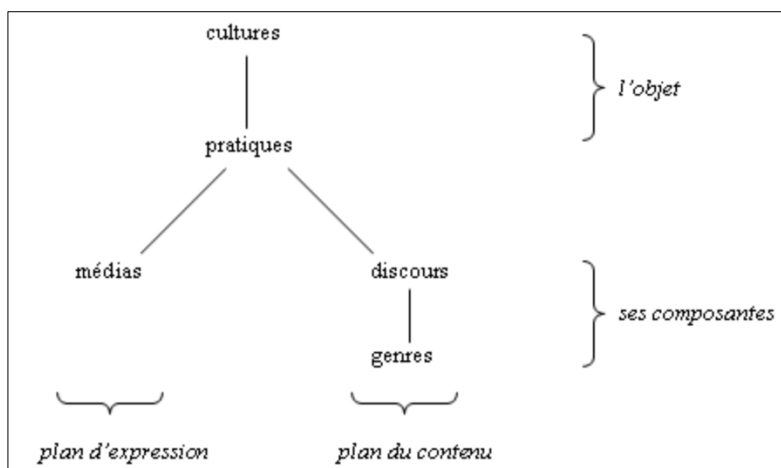 cultures
l'objet
pratiques
médias
discours
ses composantes
genres
plan d'expression
plan du contenu